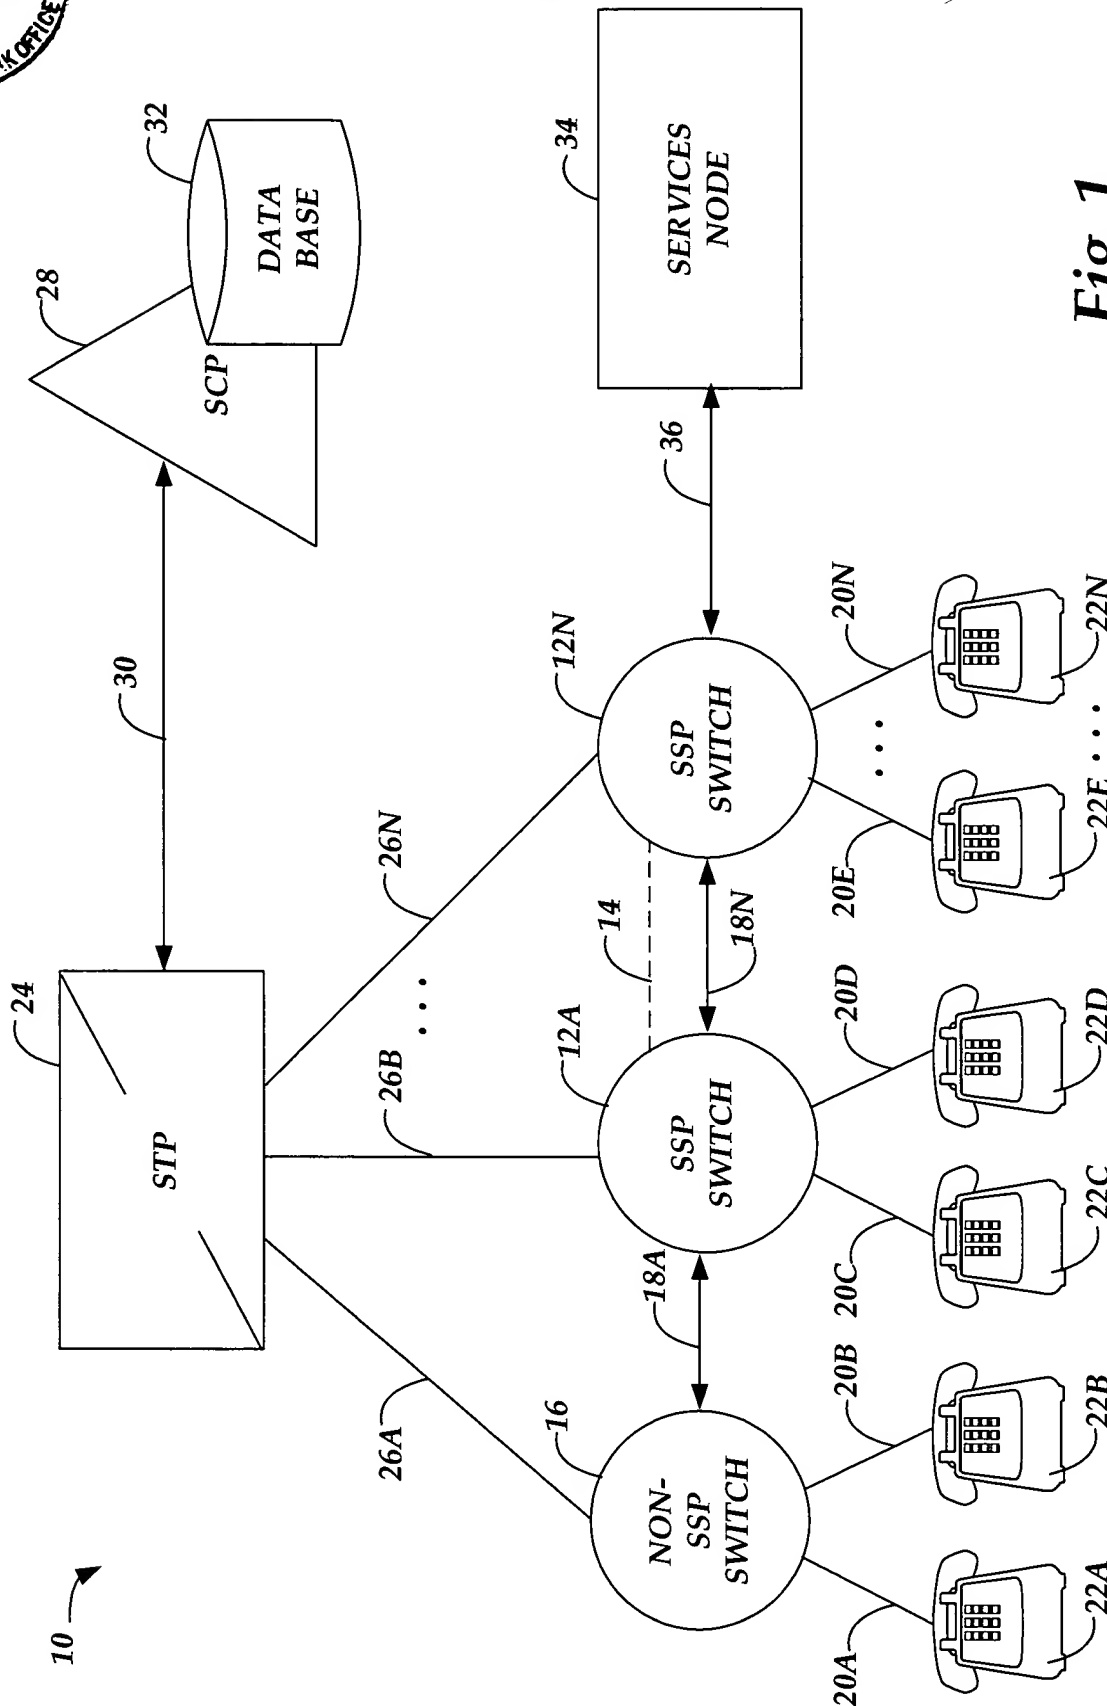 K OFFICE
10
24
STP
30
28
SCP
32
DATA
BASE
26A
26B
. . .
26N
16
NON-
SSP
SWITCH
18A
12A
SSP
SWITCH
14
18N
12N
SSP
SWITCH
36
34
SERVICES
NODE
20A
20B
20C
20D
20E
. . .
20N
22A
22B
22C
22D
22E
. . .
22N
Fig. 1